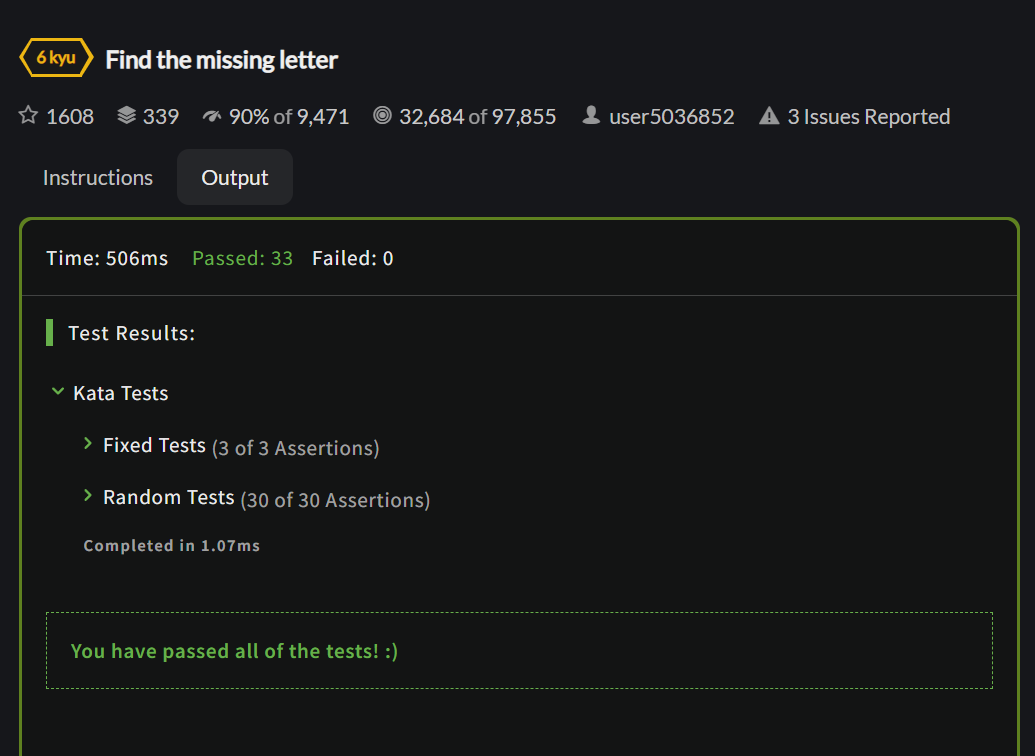 6 kyu Find the missing letter
1608 339 90% of 9,471 32,684 of 97,855 user5036852 3 Issues Reported
Instructions Output
Time: 506ms Passed: 33 Failed: 0
Test Results:
Kata Tests
Fixed Tests (3 of 3 Assertions)
Random Tests (30 of 30 Assertions)
Completed in 1.07ms
You have passed all of the tests! :)